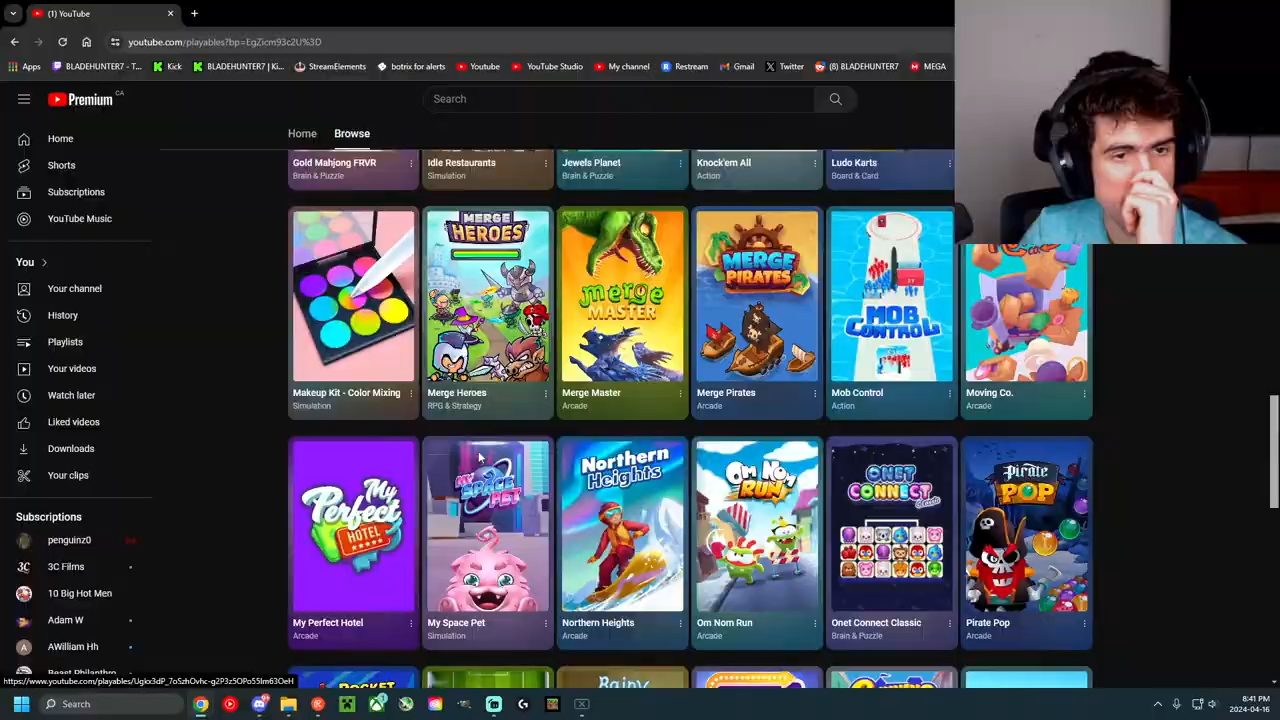 (1) YouTube
youtube.com/playables?bp=EgZicm93c2U%3D
Apps
BLADEHUNTER7 - T...
Kick
BLADEHUNTER7 | Ki...
StreamElements
botrix for alerts
Youtube
YouTube Studio
My channel
Restream
Gmail
Twitter
(8) BLADEHUNTER7
MEGA
Premium CA
Search
Home
Browse
Home
Shorts
Subscriptions
YouTube Music
You
Your channel
History
Playlists
Your videos
Watch later
Liked videos
Downloads
Your clips
Subscriptions
penguinz0
3C Films
10 Big Hot Men
Adam W
AWilliam Hh
Beast Philanthro
Gold Mahjong FRVR
Brain & Puzzle
Idle Restaurants
Simulation
Jewels Planet
Brain & Puzzle
Knock'em All
Action
Ludo Karts
Board & Card
MERGE
HEROES
merge
MASTER
MERGE
PIRATES
MOB
CONTROL
Makeup Kit - Color Mixing
Simulation
Merge Heroes
RPG & Strategy
Merge Master
Arcade
Merge Pirates
Arcade
Mob Control
Action
Moving Co.
Arcade
My
Perfect
HOTEL
MY
SPACE
PET
Northern
Heights
OM NOM
RUN
ONET
CONNECT
Classic
PIRATE
POP
My Perfect Hotel
Arcade
My Space Pet
Simulation
Northern Heights
Arcade
Om Nom Run
Arcade
Onet Connect Classic
Brain & Puzzle
Pirate Pop
Arcade
POCKET
Rainy
Search
8:41 PM
2024-04-16